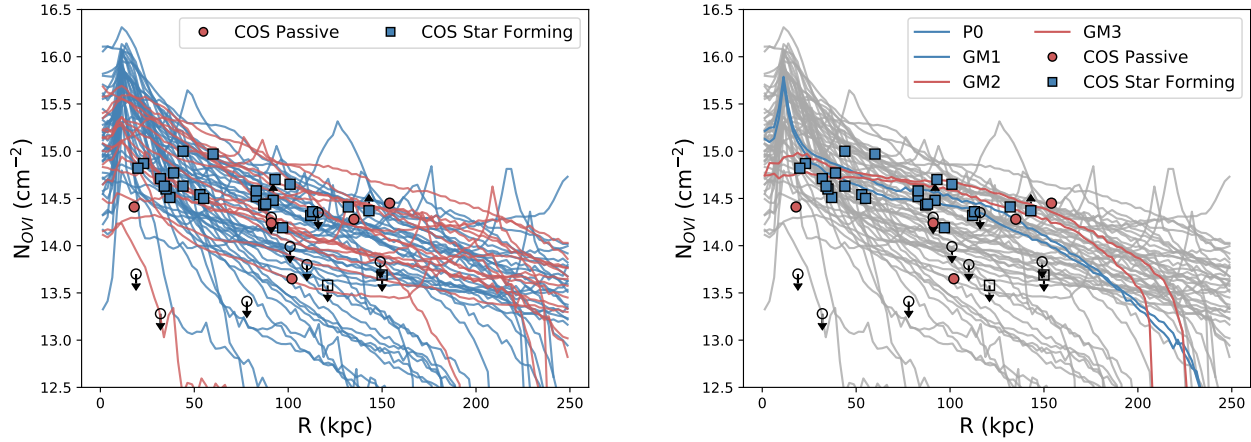 16.5
16.0
15.5
15.0
14.5
14.0
13.5
13.0
12.5
N_OVI (cm⁻²)
COS Passive COS Star Forming
0 50 100 150 200 250
R (kpc)
16.5
16.0
15.5
15.0
14.5
14.0
13.5
13.0
12.5
N_OVI (cm⁻²)
P0 GM3
GM1 COS Passive
GM2 COS Star Forming
0 50 100 150 200 250
R (kpc)